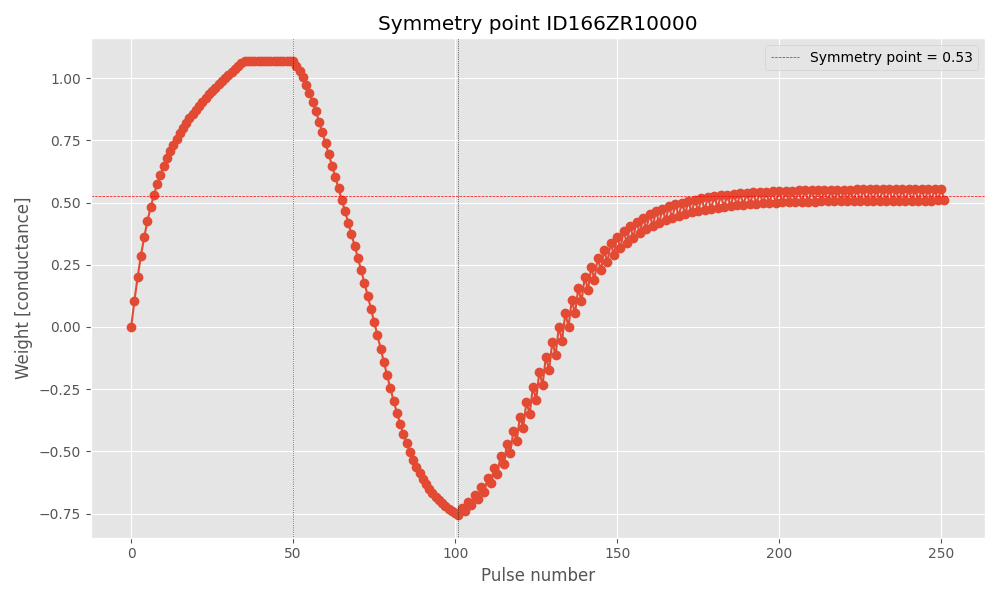 Symmetry point ID166ZR10000
Symmetry point = 0.53
Weight [conductance]
1.00
0.75
0.50
0.25
0.00
−0.25
−0.50
−0.75
0 50 100 150 200 250
Pulse number